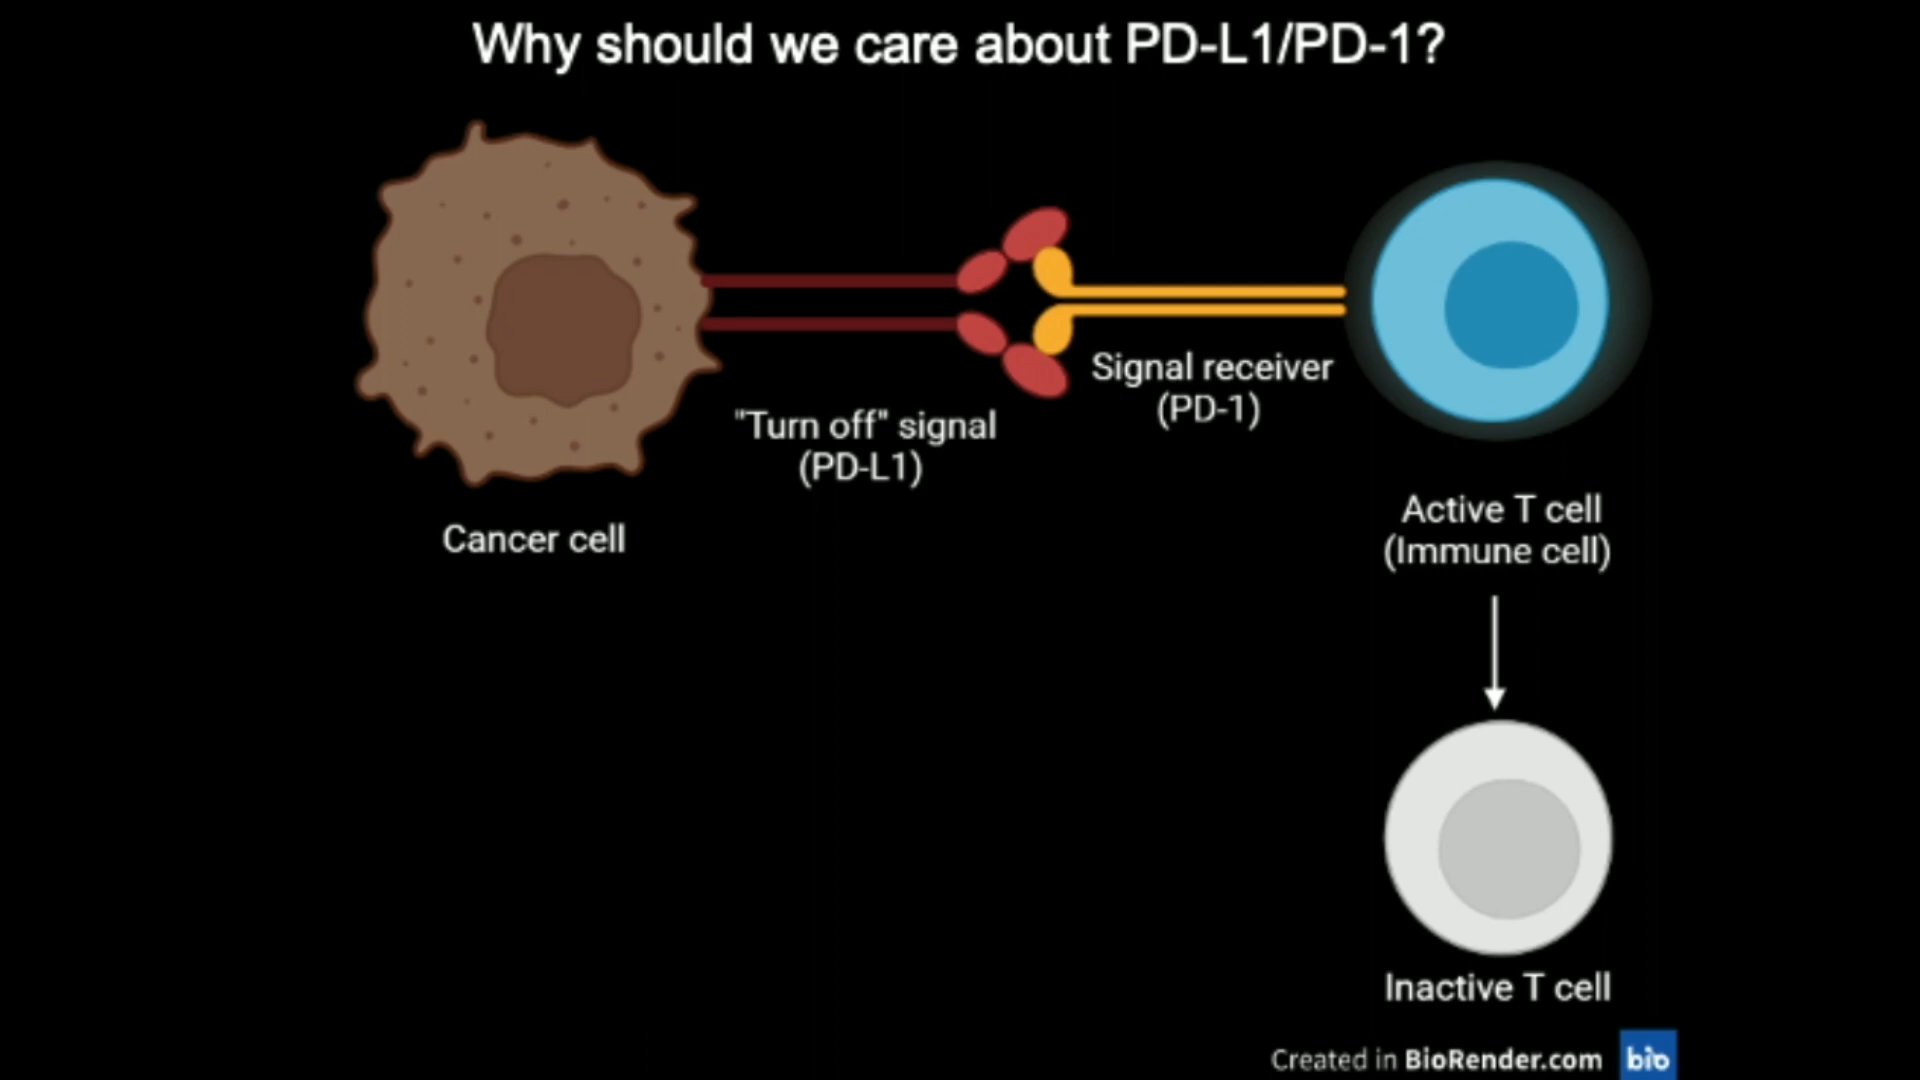 Why should we care about PD-L1/PD-1?
Signal receiver
(PD-1)
"Turn off" signal
(PD-L1)
Cancer cell
Active T cell
(Immune cell)
Inactive T cell
Created in BioRender.com
bio